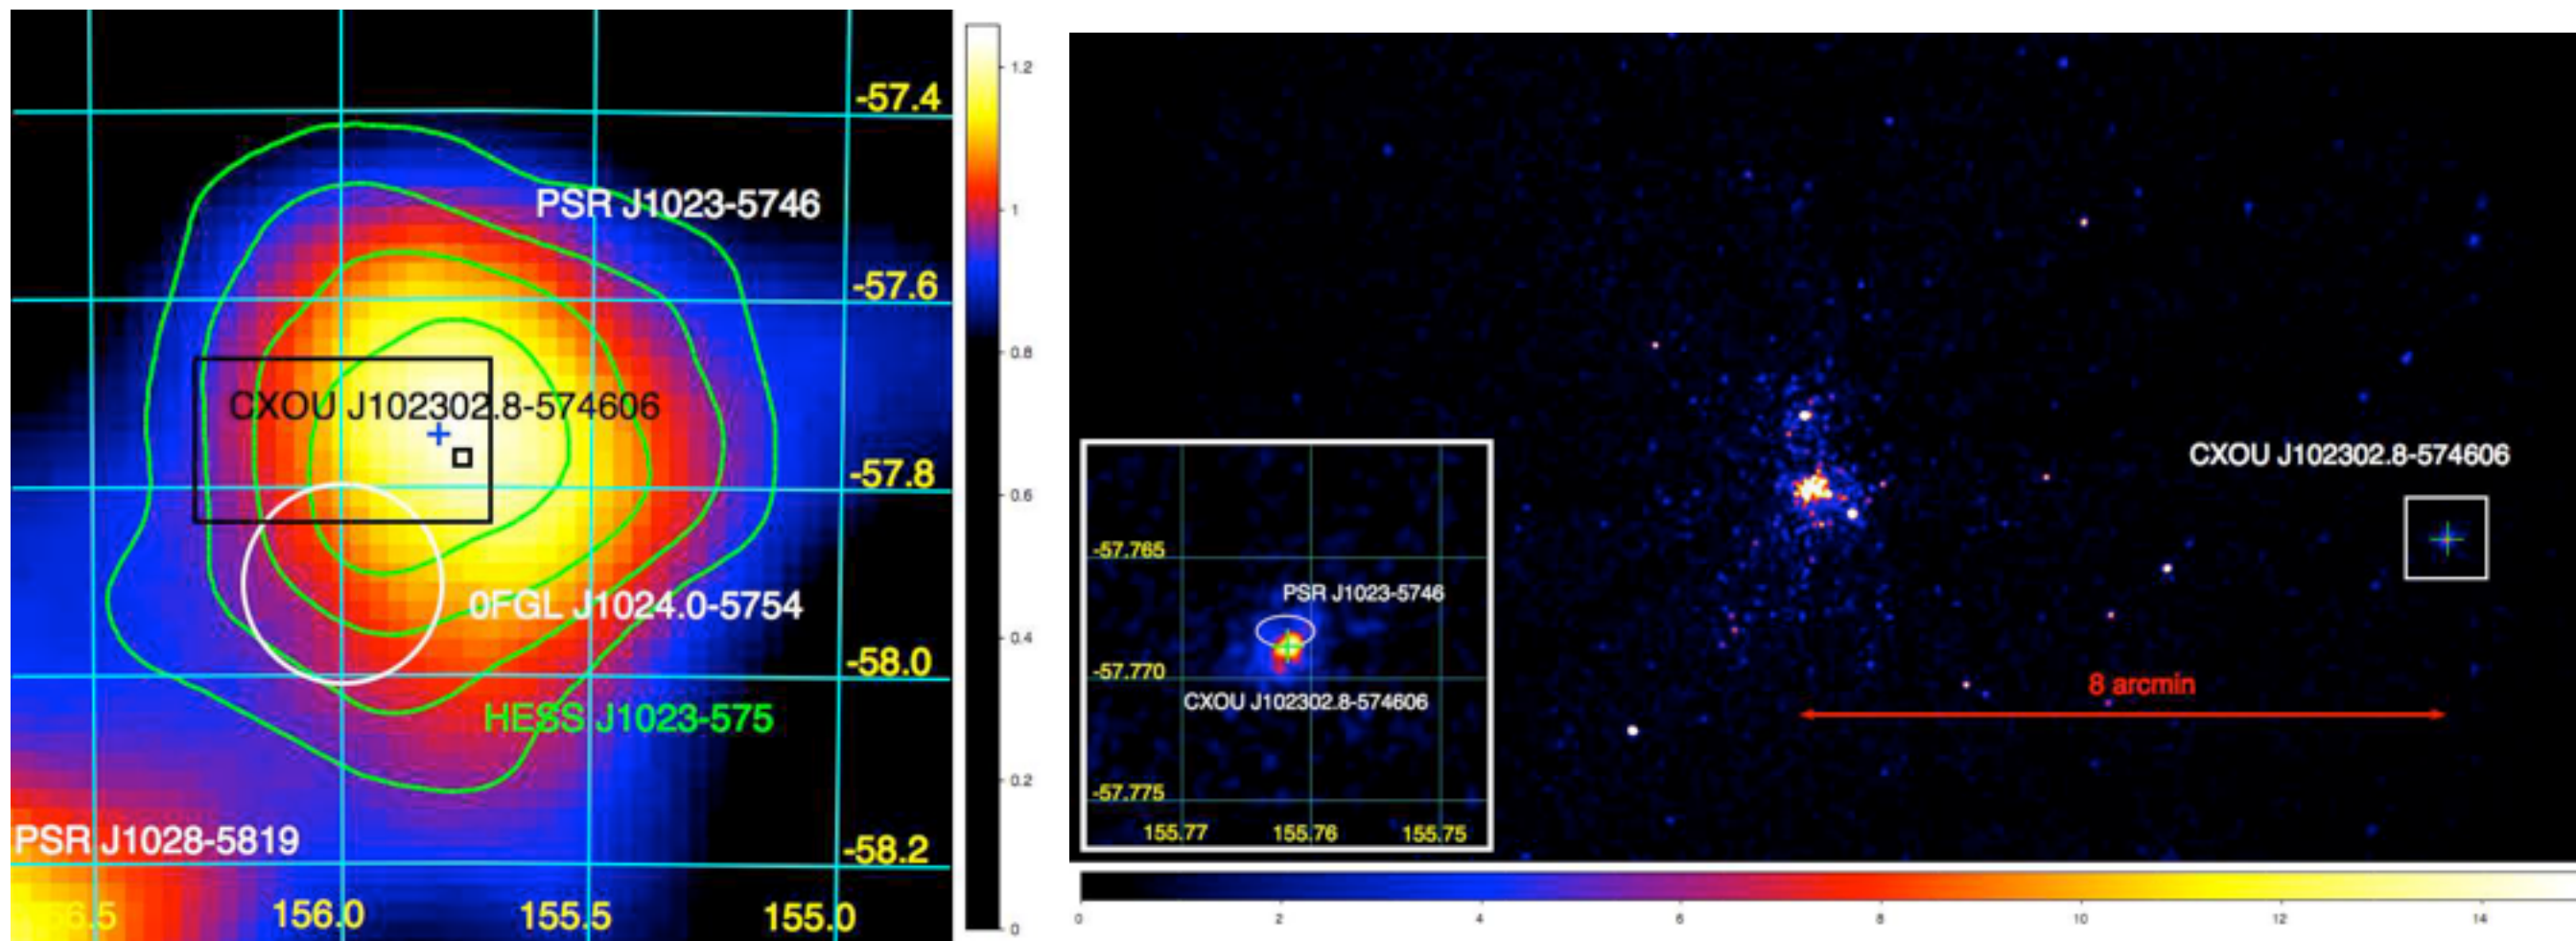 -57.4
PSR J1023-5746
-57.6
CXOU J102302.8-574606
-57.8
0FGL J1024.0-5754
-58.0
HESS J1023-575
PSR J1028-5819
-58.2
56.5 156.0 155.5 155.0
1.2
1
0.8
0.6
0.4
0.2
0
CXOU J102302.8-574606
8 arcmin
-57.765
PSR J1023-5746
-57.770
CXOU J102302.8-574606
-57.775
155.77 155.76 155.75
0 2 4 6 8 10 12 14